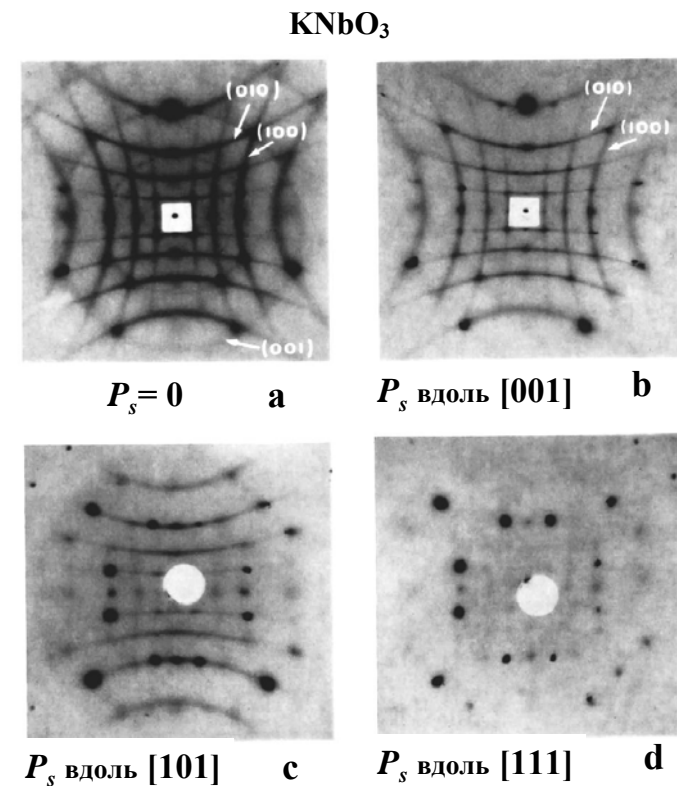 KNbO₃
(010)
(100)
(001)
Pₛ= 0 a
(010)
(100)
Pₛ вдоль [001] b
Pₛ вдоль [101] c
Pₛ вдоль [111] d